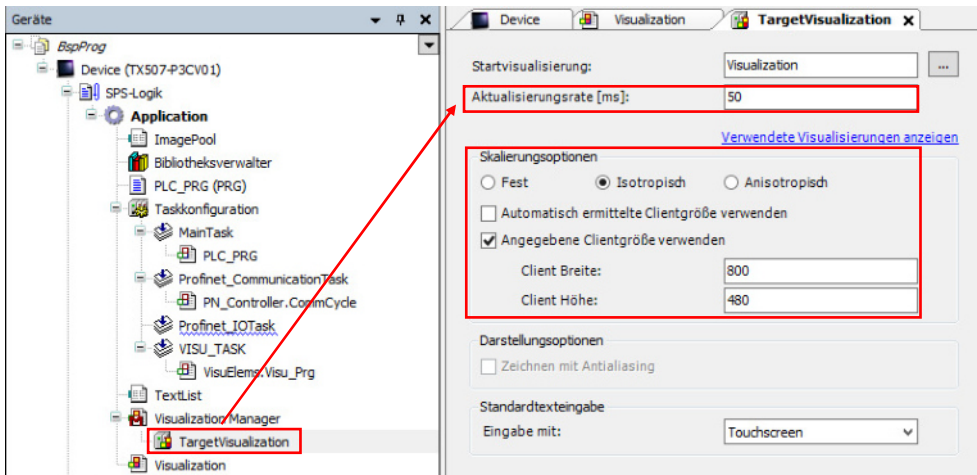 Geräte
BspProg
Device (TX507-P3CV01)
SPS-Logik
Application
ImagePool
Bibliotheksverwalter
PLC_PRG (PRG)
Taskkonfiguration
MainTask
PLC_PRG
Profinet_CommunicationTask
PN_Controller.CommCycle
Profinet_IOTask
VISU_TASK
VisuElems.Visu_Prg
TextList
Visualization Manager
TargetVisualization
Visualization
Device
Visualization
TargetVisualization
Startvisualisierung:
Visualization
...
Aktualisierungsrate [ms]:
50
Verwendete Visualisierungen anzeigen
Skalierungsoptionen
Fest
Isotropisch
Anisotropisch
Automatisch ermittelte Clientgröße verwenden
Angegebene Clientgröße verwenden
Client Breite:
800
Client Höhe:
480
Darstellungsoptionen
Zeichnen mit Antialiasing
Standardtexteingabe
Eingabe mit:
Touchscreen